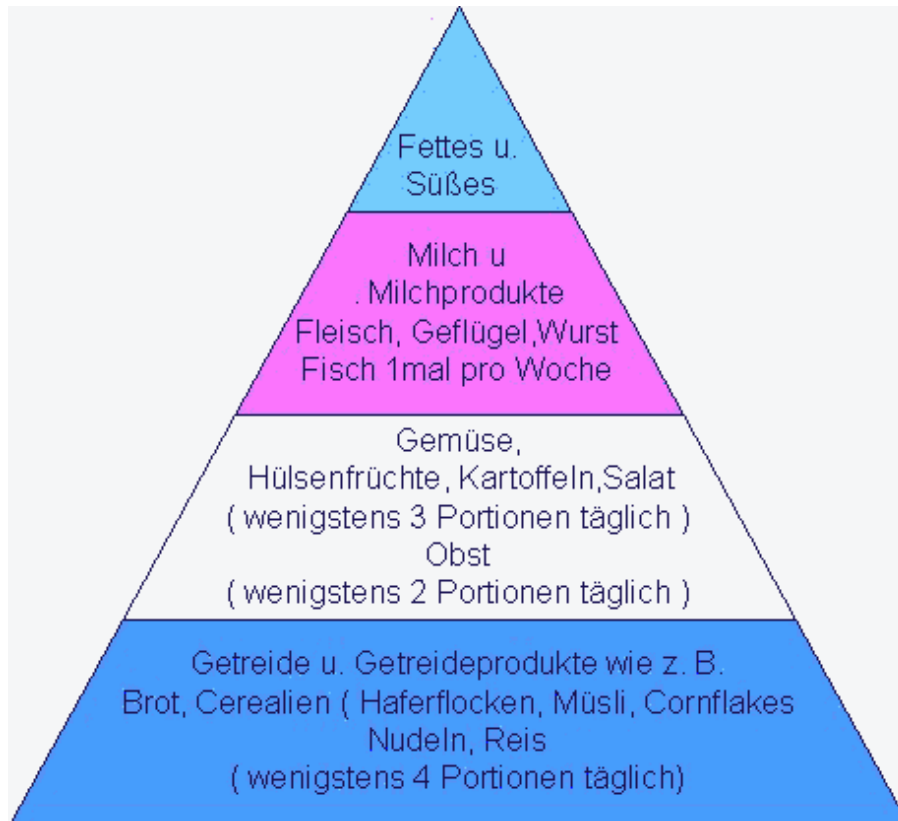 Fettes u.
Süßes
Milch u
. Milchprodukte
Fleisch, Geflügel,Wurst
Fisch 1mal pro Woche
Gemüse,
Hülsenfrüchte, Kartoffeln,Salat
( wenigstens 3 Portionen täglich )
Obst
( wenigstens 2 Portionen täglich )
Getreide u. Getreideprodukte wie z. B.
Brot, Cerealien ( Haferflocken, Müsli, Cornflakes
Nudeln, Reis
( wenigstens 4 Portionen täglich)